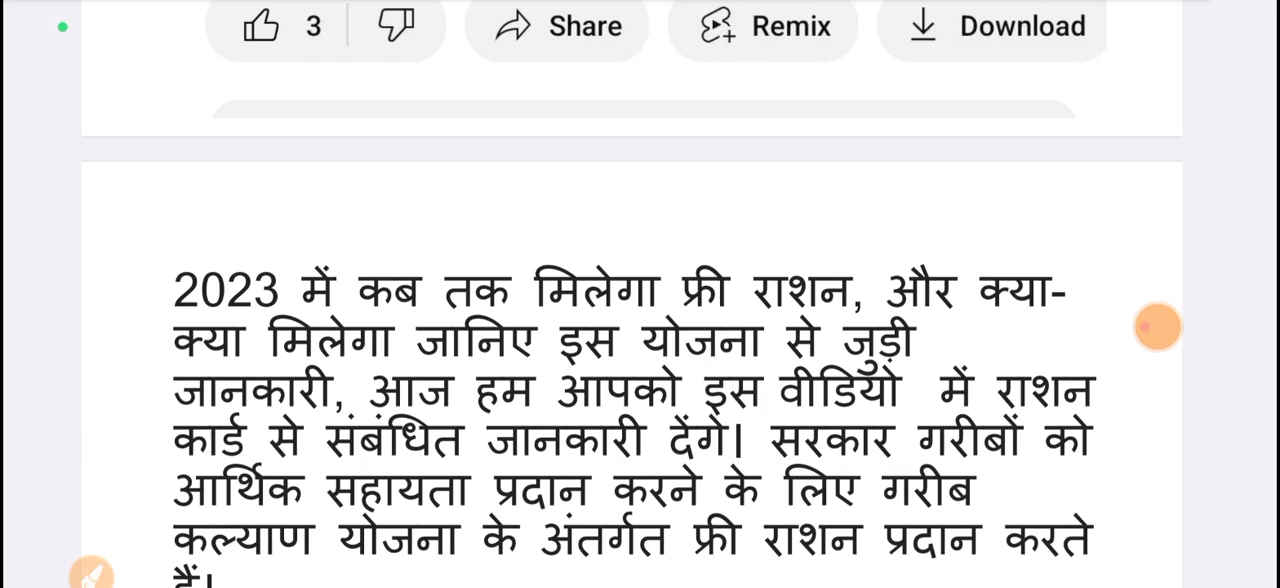 3 Share Remix Download
2023 में कब तक मिलेगा फ्री राशन, और क्या-
क्या मिलेगा जानिए इस योजना से जुड़ी
जानकारी, आज हम आपको इस वीडियो में राशन
कार्ड से संबंधित जानकारी देंगे। सरकार गरीबों को
आर्थिक सहायता प्रदान करने के लिए गरीब
कल्याण योजना के अंतर्गत फ्री राशन प्रदान करते
हैं।